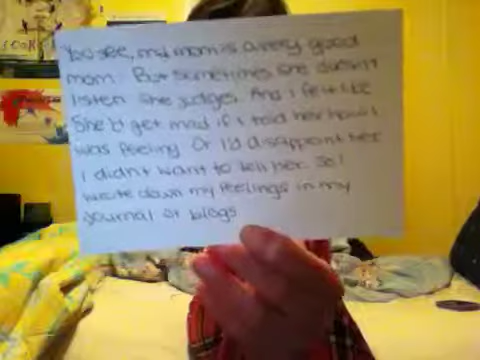 You see, my mom is a very good
mom. But sometimes she doesn't
listen. She judges. And I felt like
She'd get mad if I told her how I
was feeling. Or I'd disappoint her
I didn't want to tell her. So I
write down my feelings in my
journal or blogs